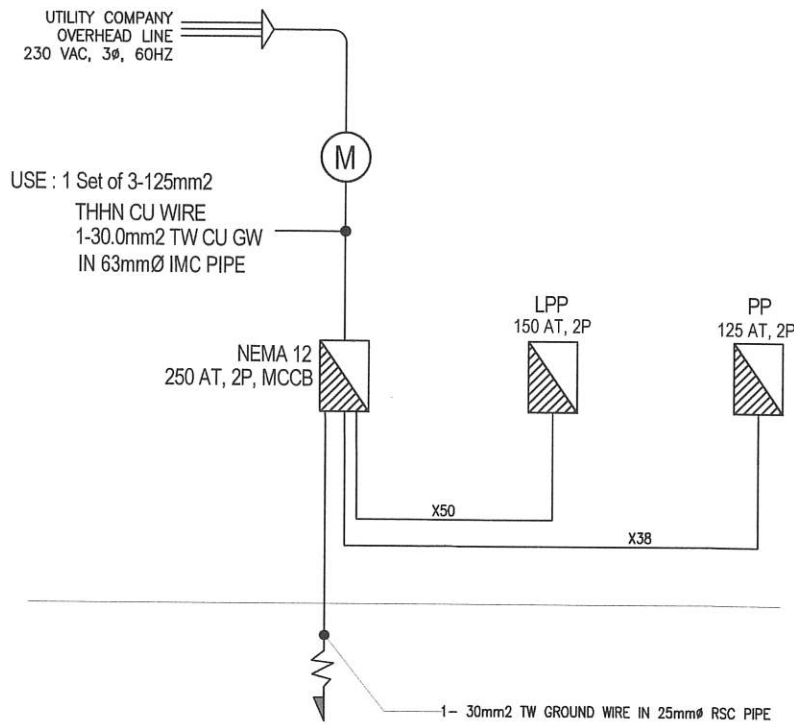 UTILITY COMPANY
OVERHEAD LINE
230 VAC, 3ø, 60HZ
M
USE : 1 Set of 3-125mm2
THHN CU WIRE
1-30.0mm2 TW CU GW
IN 63mmØ IMC PIPE
NEMA 12
250 AT, 2P, MCCB
LPP
150 AT, 2P
PP
125 AT, 2P
X50
X38
1- 30mm2 TW GROUND WIRE IN 25mmø RSC PIPE